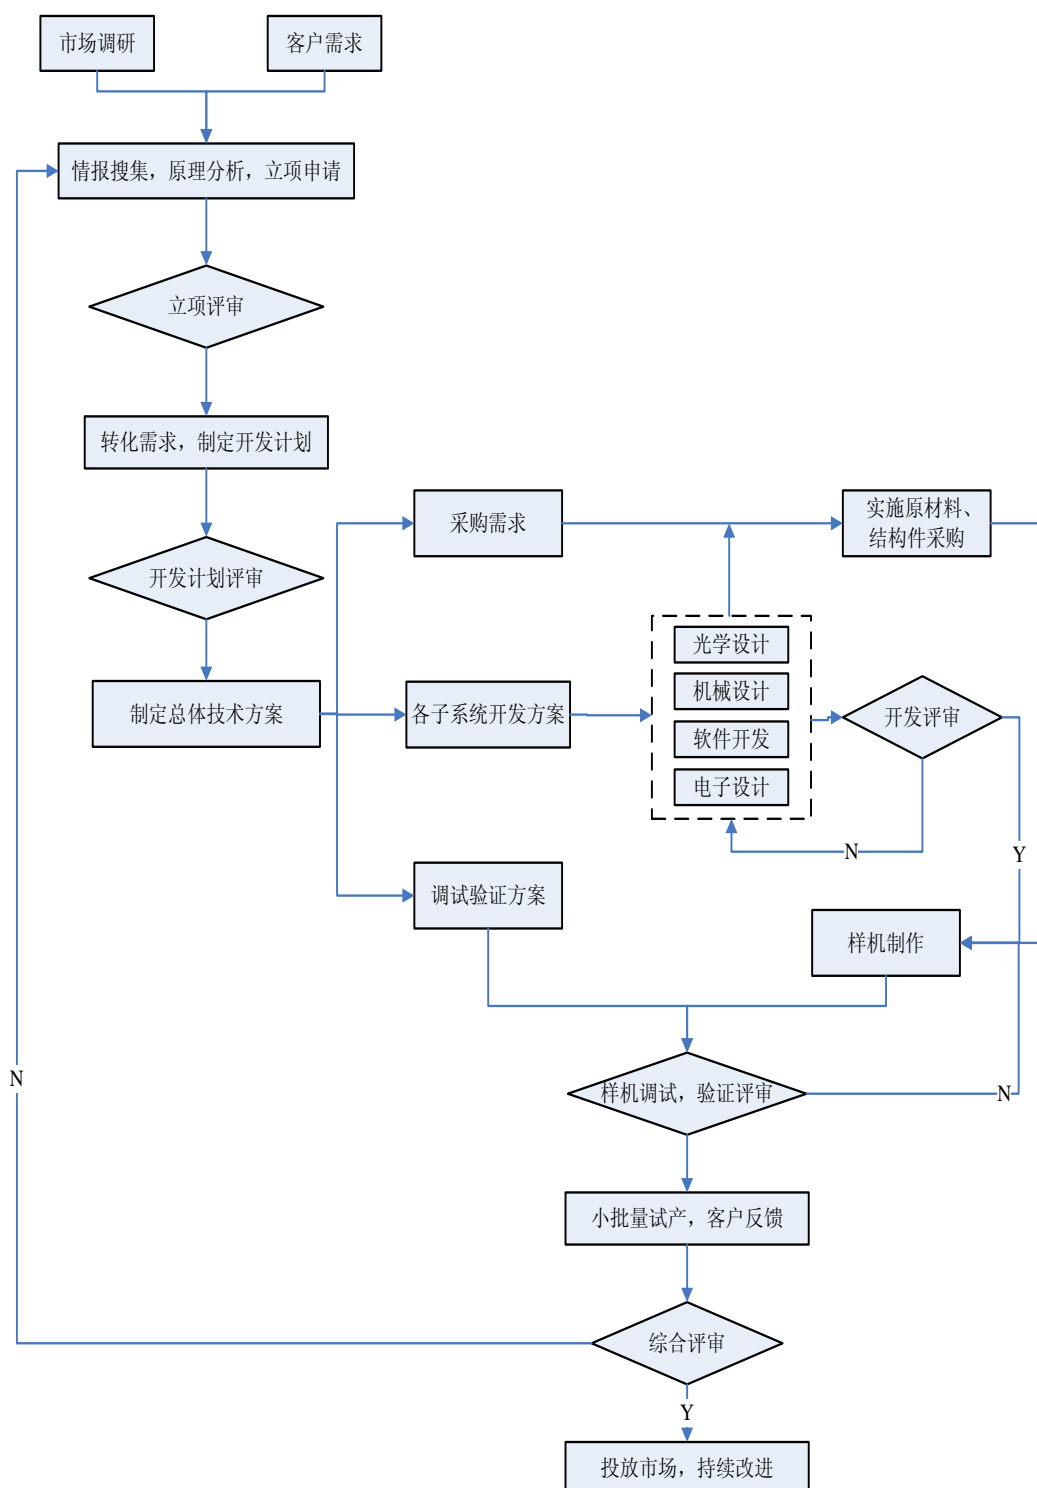 市场调研
客户需求
情报搜集，原理分析，立项申请
立项评审
转化需求，制定开发计划
开发计划评审
制定总体技术方案
采购需求
实施原材料、
结构件采购
各子系统开发方案
光学设计
机械设计
软件开发
电子设计
开发评审
N
Y
调试验证方案
样机制作
样机调试，验证评审
N
N
小批量试产，客户反馈
综合评审
Y
投放市场，持续改进